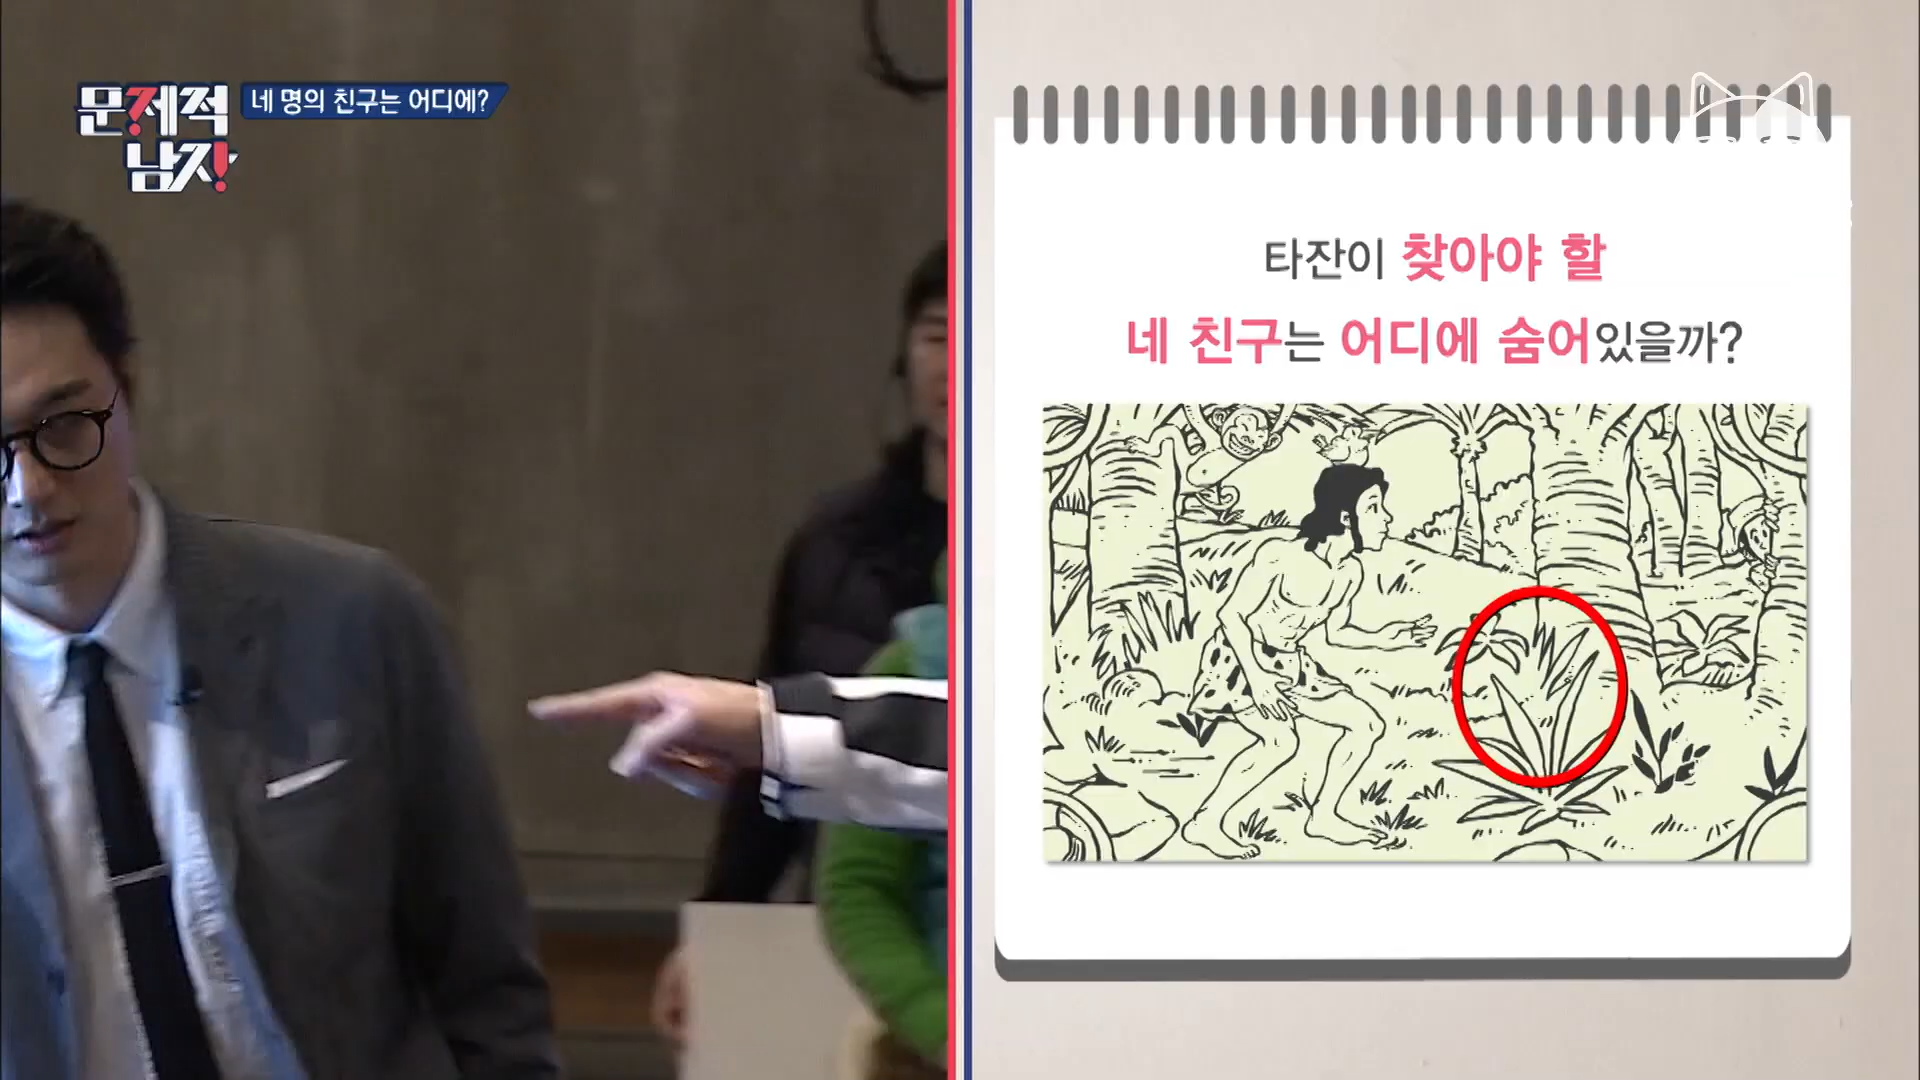 문제적
남자
네 명의 친구는 어디에?
타잔이 찾아야 할
네 친구는 어디에 숨어있을까?